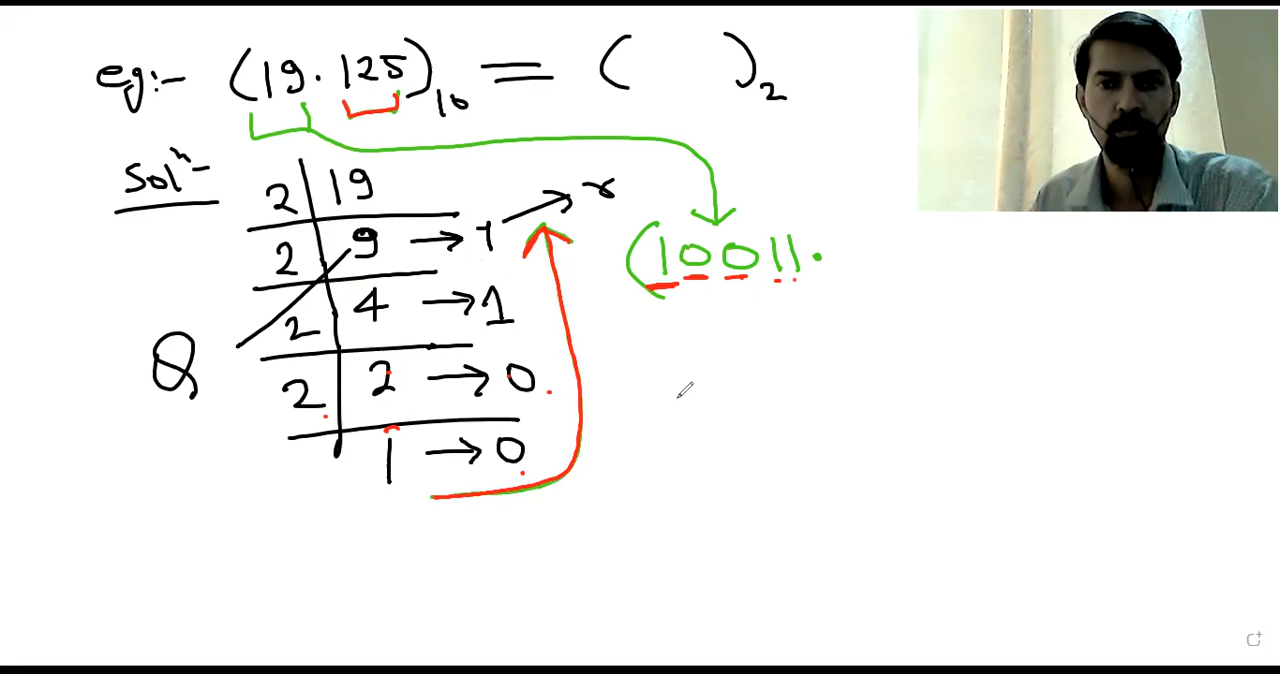 eg:- (19.125)10 = ( )2
Solⁿ-
2 | 19
2 | 9 → 1 → r
2 | 4 → 1
2 | 2 → 0
1 → 0
Q
(10011.